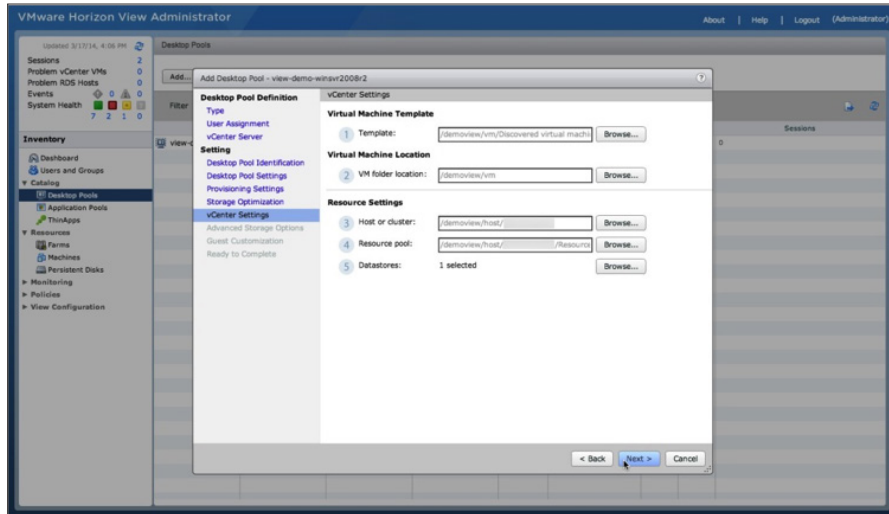 VMware Horizon View Administrator
About | Help | Logout (Administrator)
Updated 3/17/14, 4:06 PM
Sessions 2
Problem vCenter VMs 0
Problem RDS Hosts 0
Events 0 0
System Health
7 2 1 0
Inventory
Dashboard
Users and Groups
Catalog
Desktop Pools
Application Pools
ThinApps
Resources
Farms
Machines
Persistent Disks
Monitoring
Policies
View Configuration
Desktop Pools
Add...
Filter
Sessions
view-
0
Add Desktop Pool - view-demo-winsvr2008r2
?
Desktop Pool Definition
Type
User Assignment
vCenter Server
Setting
Desktop Pool Identification
Desktop Pool Settings
Provisioning Settings
Storage Optimization
vCenter Settings
Advanced Storage Options
Guest Customization
Ready to Complete
vCenter Settings
Virtual Machine Template
1 Template: /demoview/vm/Discovered virtual machi Browse...
Virtual Machine Location
2 VM folder location: /demoview/vm Browse...
Resource Settings
3 Host or cluster: /demoview/host/ Browse...
4 Resource pool: /demoview/host/ /Resource Browse...
5 Datastores: 1 selected Browse...
< Back Next > Cancel